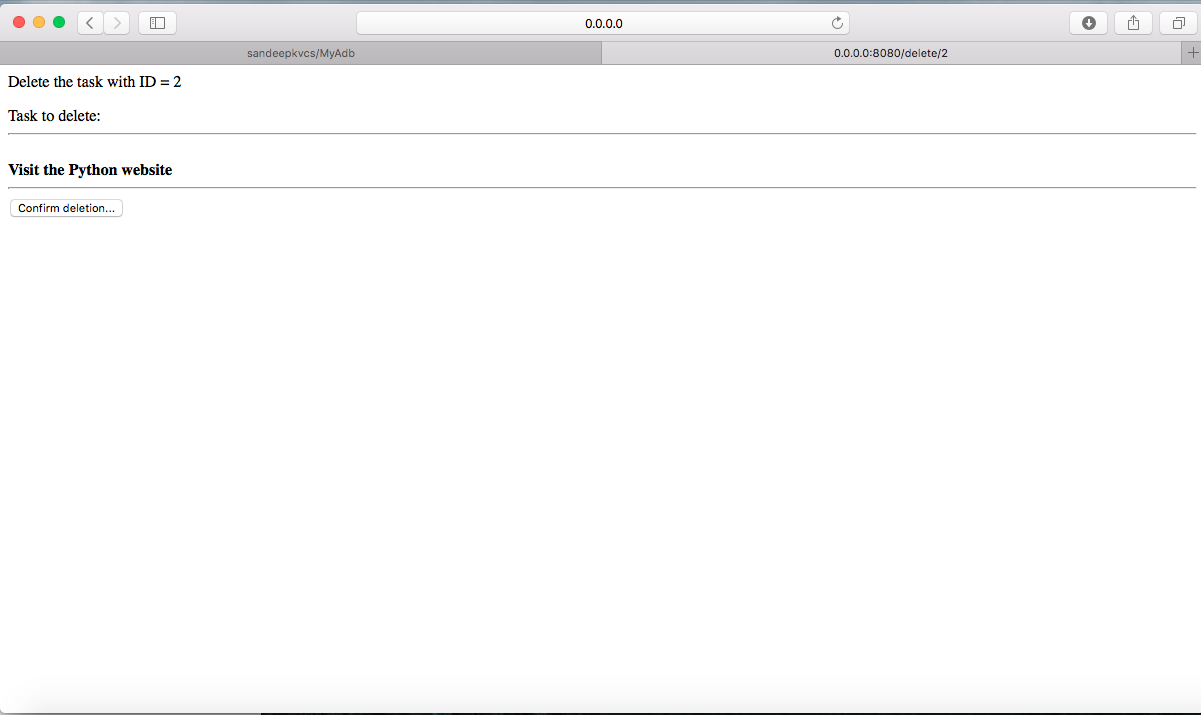 0.0.0.0
sandeepkvcs/MyAdb
0.0.0.0:8080/delete/2
Delete the task with ID = 2
Task to delete:
Visit the Python website
Confirm deletion...